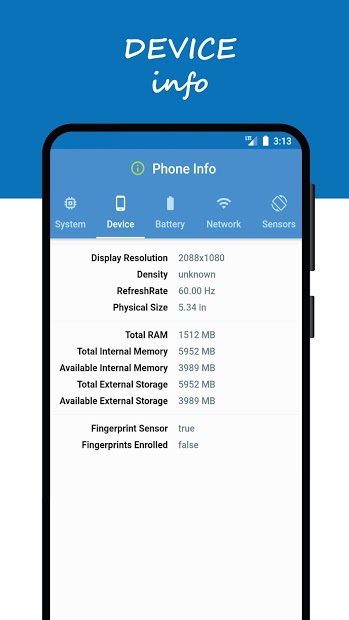 DEVICE
info
LTE 3:13
Phone Info
System Device Battery Network Sensors
Display Resolution 2088x1080
Density unknown
RefreshRate 60.00 Hz
Physical Size 5.34 in
Total RAM 1512 MB
Total Internal Memory 5952 MB
Available Internal Memory 3989 MB
Total External Storage 5952 MB
Available External Storage 3989 MB
Fingerprint Sensor true
Fingerprints Enrolled false